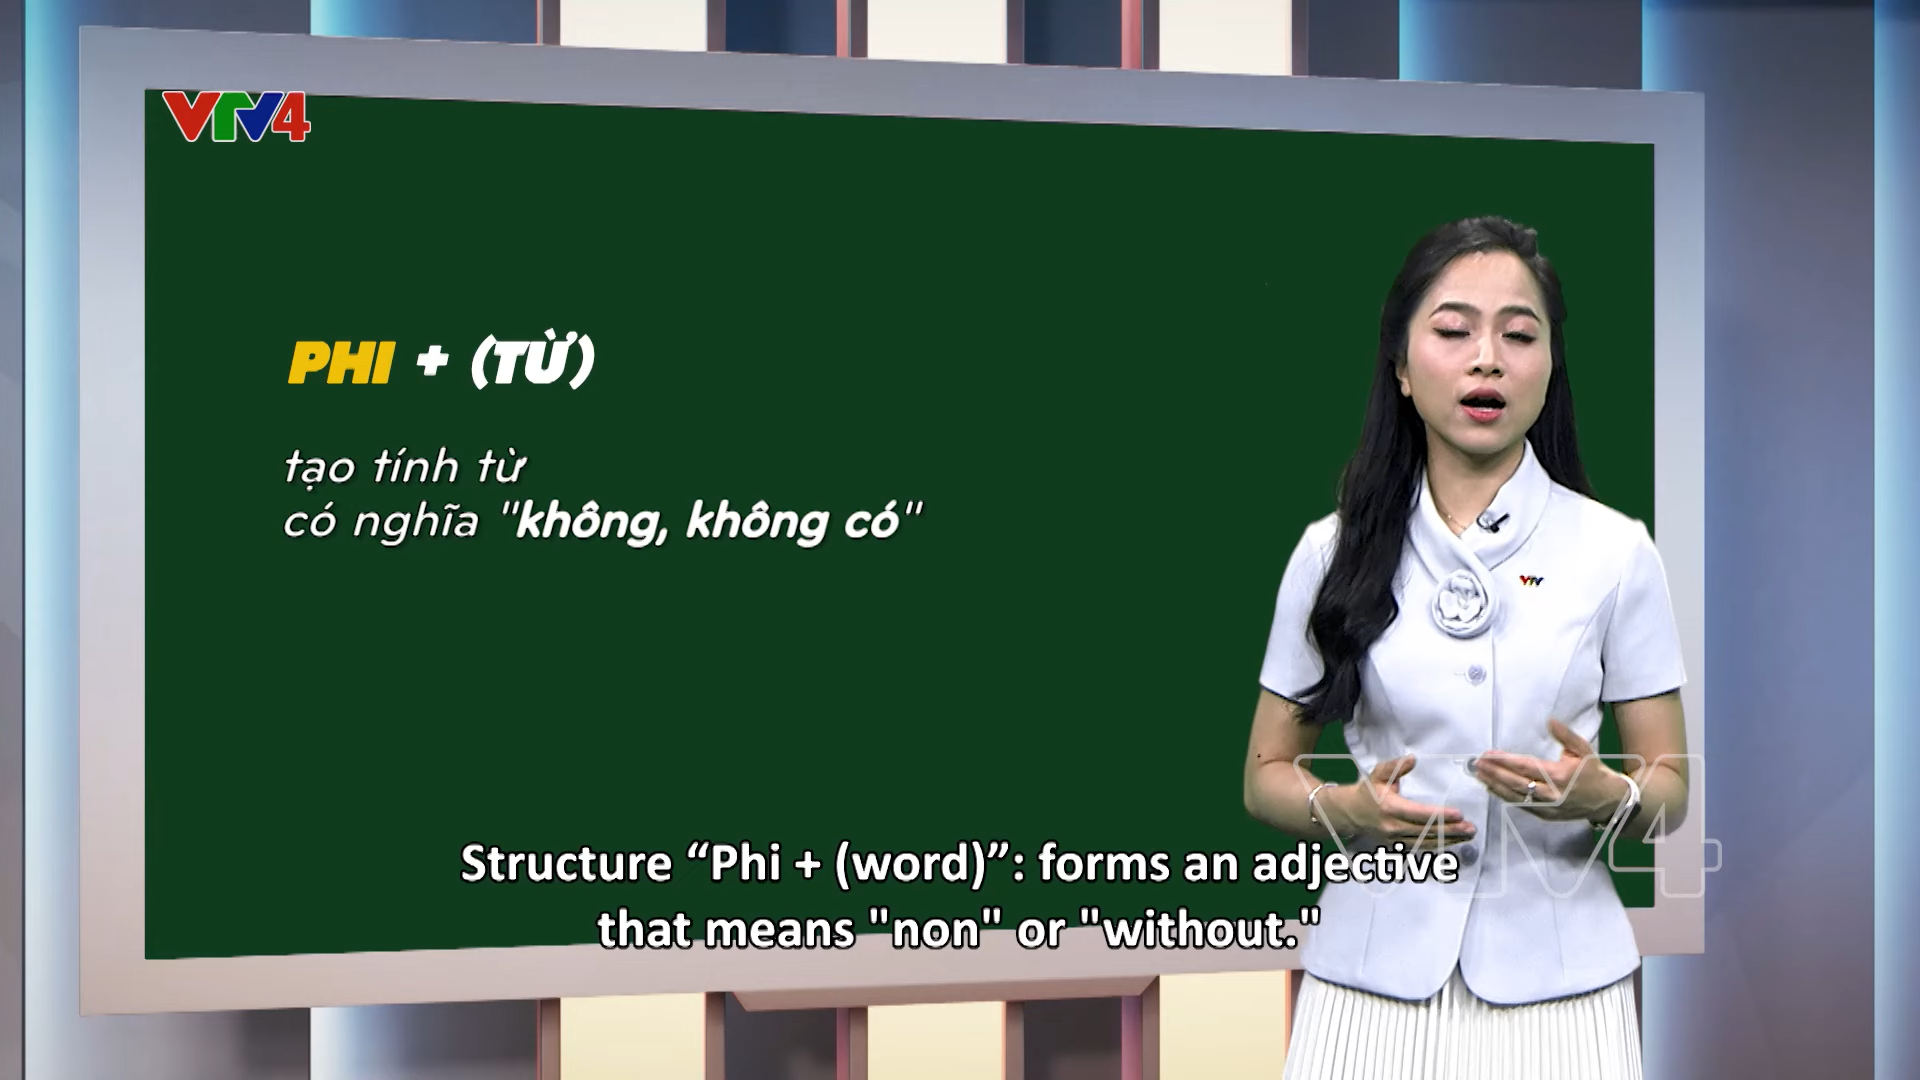 VTV4
PHI + (TỪ)
tạo tính từ
có nghĩa "không, không có"
VTV
VTV4
Structure “Phi + (word)”: forms an adjective
that means "non" or "without."